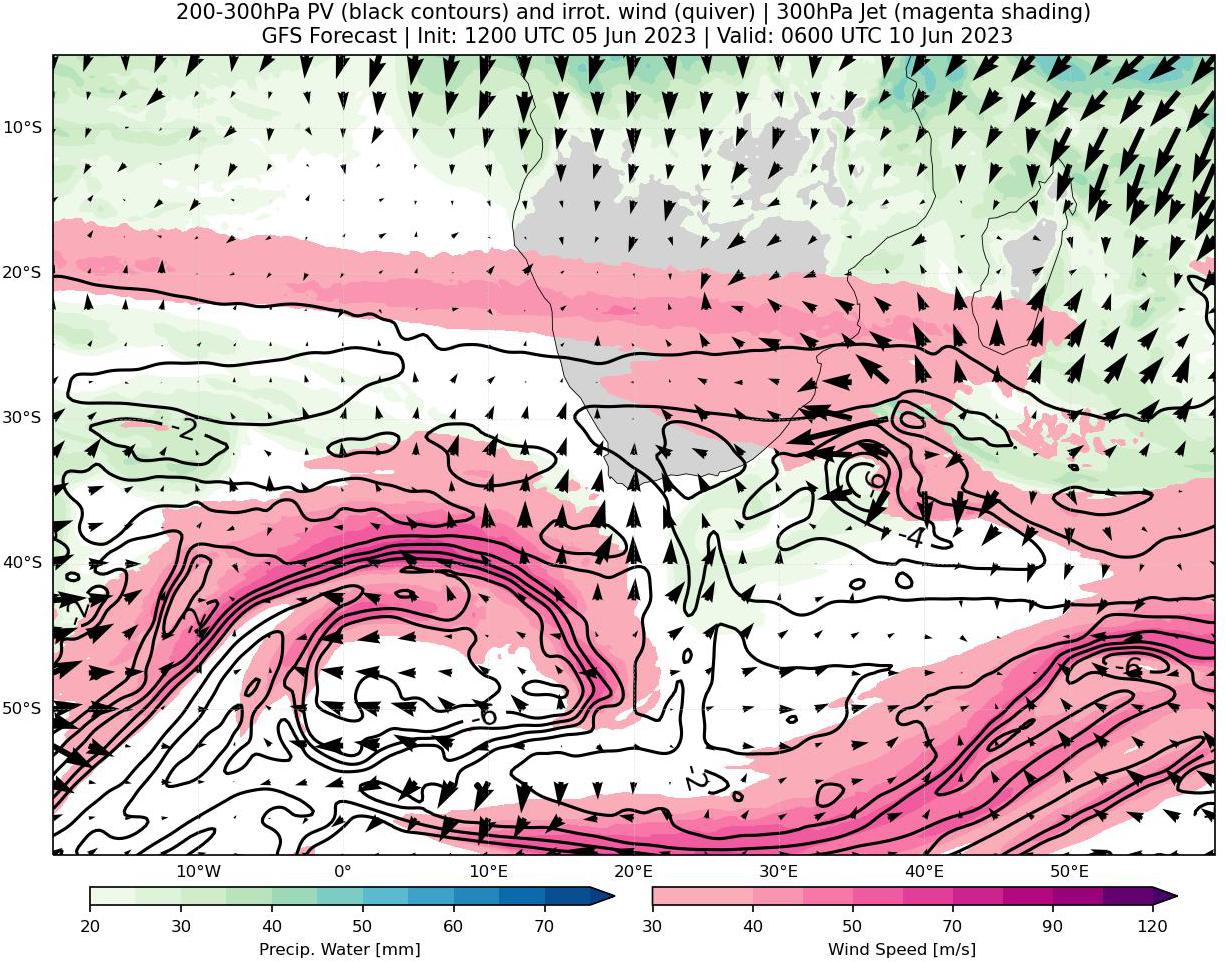 200-300hPa PV (black contours) and irrot. wind (quiver) | 300hPa Jet (magenta shading)
GFS Forecast | Init: 1200 UTC 05 Jun 2023 | Valid: 0600 UTC 10 Jun 2023
10°S
20°S
30°S
-2
-6
-4
40°S
-2
-2
-6
50°S
-6
-2
10°W 0° 10°E 20°E 30°E 40°E 50°E
20 30 40 50 60 70
30 40 50 70 90 120
Precip. Water [mm]
Wind Speed [m/s]